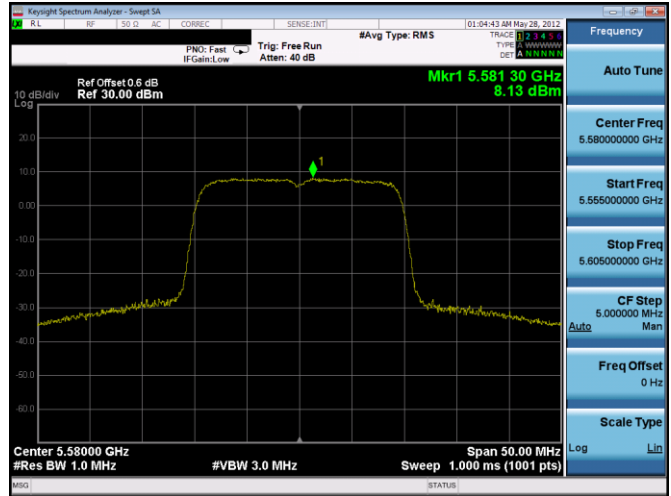 Keysight Spectrum Analyzer - Swept SA
LXI RL RF 50 Ω AC CORREC SENSE:INT 01:04:43 AM May 28, 2012
#Avg Type: RMS
TRACE 1 2 3 4 5 6
PNO: Fast Trig: Free Run TYPE A WWWWW
IFGain:Low Atten: 40 dB DET A N N N N N
Mkr1 5.581 30 GHz
8.13 dBm
Ref Offset 0.6 dB
10 dB/div Ref 30.00 dBm
Log
1
20.0
10.0
0.00
-10.0
-20.0
-30.0
-40.0
-50.0
-60.0
Center 5.58000 GHz Span 50.00 MHz
#Res BW 1.0 MHz #VBW 3.0 MHz Sweep 1.000 ms (1001 pts)
MSG STATUS
Frequency
Auto Tune
Center Freq
5.580000000 GHz
Start Freq
5.555000000 GHz
Stop Freq
5.605000000 GHz
CF Step
5.000000 MHz
Auto Man
Freq Offset
0 Hz
Scale Type
Log Lin